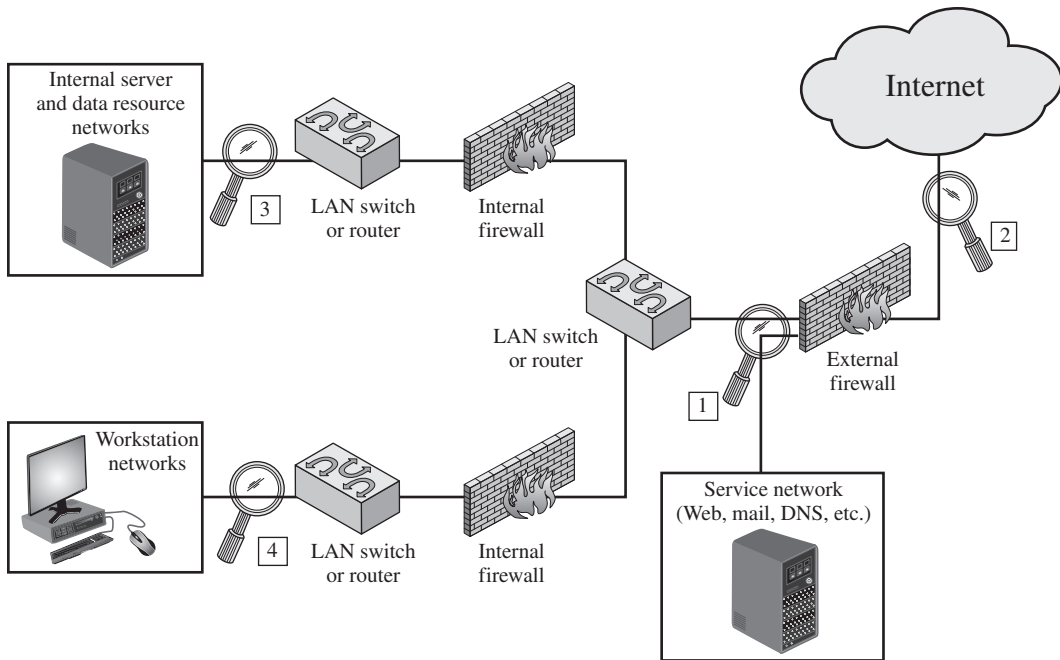 Internal server
and data resource
networks
3
LAN switch
or router
Internal
firewall
Internet
2
LAN switch
or router
1
External
firewall
Workstation
networks
4
LAN switch
or router
Internal
firewall
Service network
(Web, mail, DNS, etc.)